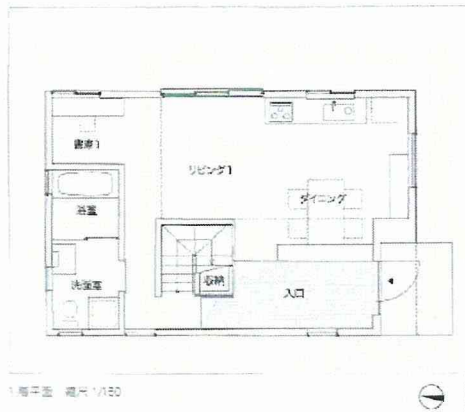 書斎1
リビング1
ダイニング
浴室
洗面室
収納
入口
1階平面 縮尺 1/150